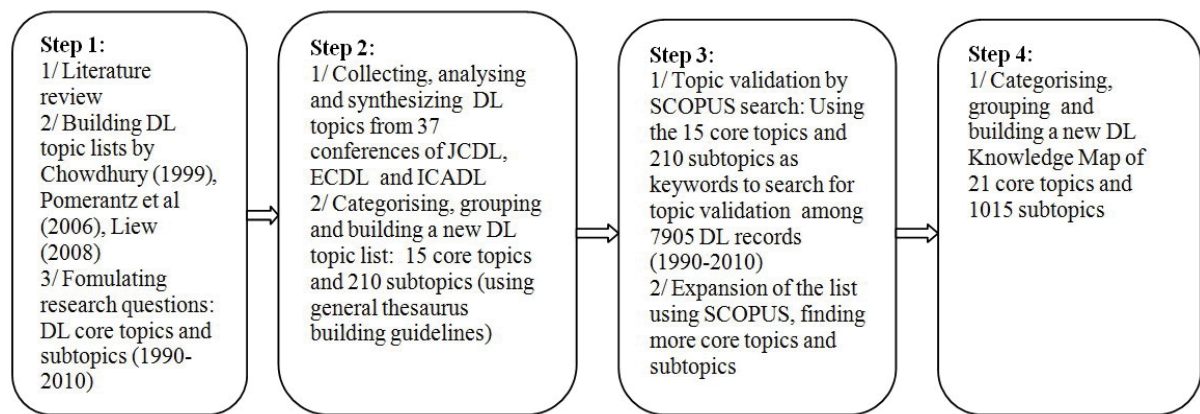 Step 1:
1/ Literature
review
2/ Building DL
topic lists by
Chowdhury (1999),
Pomerantz et al
(2006), Liew
(2008)
3/ Fomulating
research questions:
DL core topics and
subtopics (1990-
2010)
Step 2:
1/ Collecting, analysing
and synthesizing DL
topics from 37
conferences of JCDL,
ECDL and ICADL
2/ Categorising, grouping
and building a new DL
topic list: 15 core topics
and 210 subtopics (using
general thesaurus
building guidelines)
Step 3:
1/ Topic validation by
SCOPUS search: Using
the 15 core topics and
210 subtopics as
keywords to search for
topic validation among
7905 DL records
(1990-2010)
2/ Expansion of the list
using SCOPUS, finding
more core topics and
subtopics
Step 4:
1/ Categorising,
grouping and
building a new DL
Knowledge Map of
21 core topics and
1015 subtopics